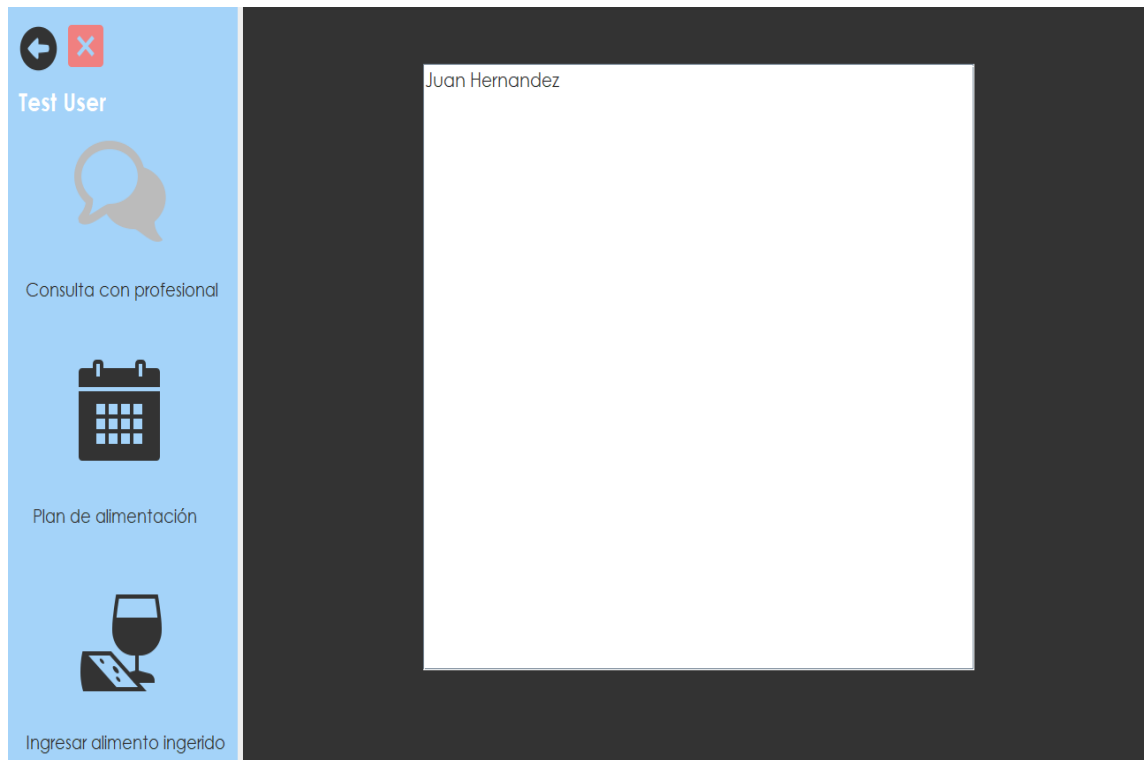 Test User
Consulta con profesional
Plan de alimentación
Ingresar alimento ingerido
Juan Hernandez